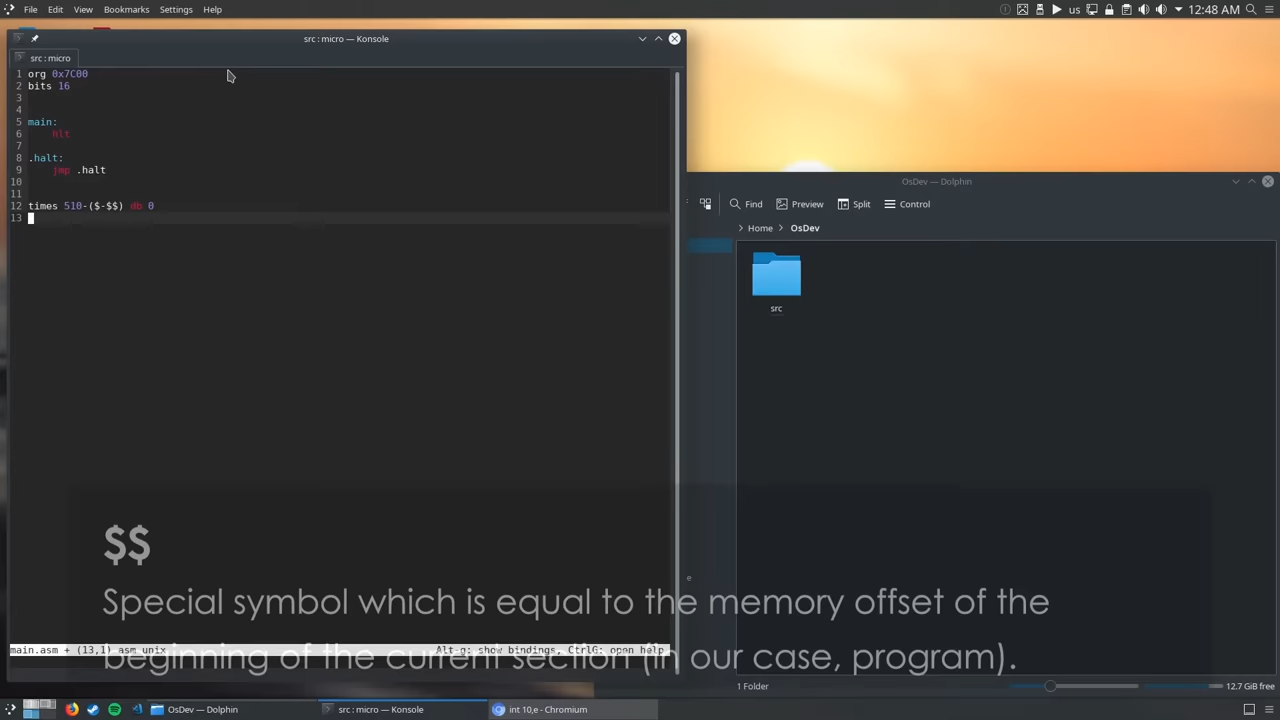 File Edit View Bookmarks Settings Help
us 12:48 AM
src : micro — Konsole
src : micro
1 org 0x7C00
2 bits 16
3
4
5 main:
6 hlt
7
8 .halt:
9 jmp .halt
10
11
12 times 510-($-$$) db 0
13
OsDev — Dolphin
Find Preview Split Control
Home OsDev
src
e
$$
Special symbol which is equal to the memory offset of the
beginning of the current section (in our case, program).
main.asm + (13,1) asm unix Alt-g: show bindings, CtrlG: open help
1 Folder 12.7 GiB free
OsDev — Dolphin src : micro — Konsole int 10,e - Chromium